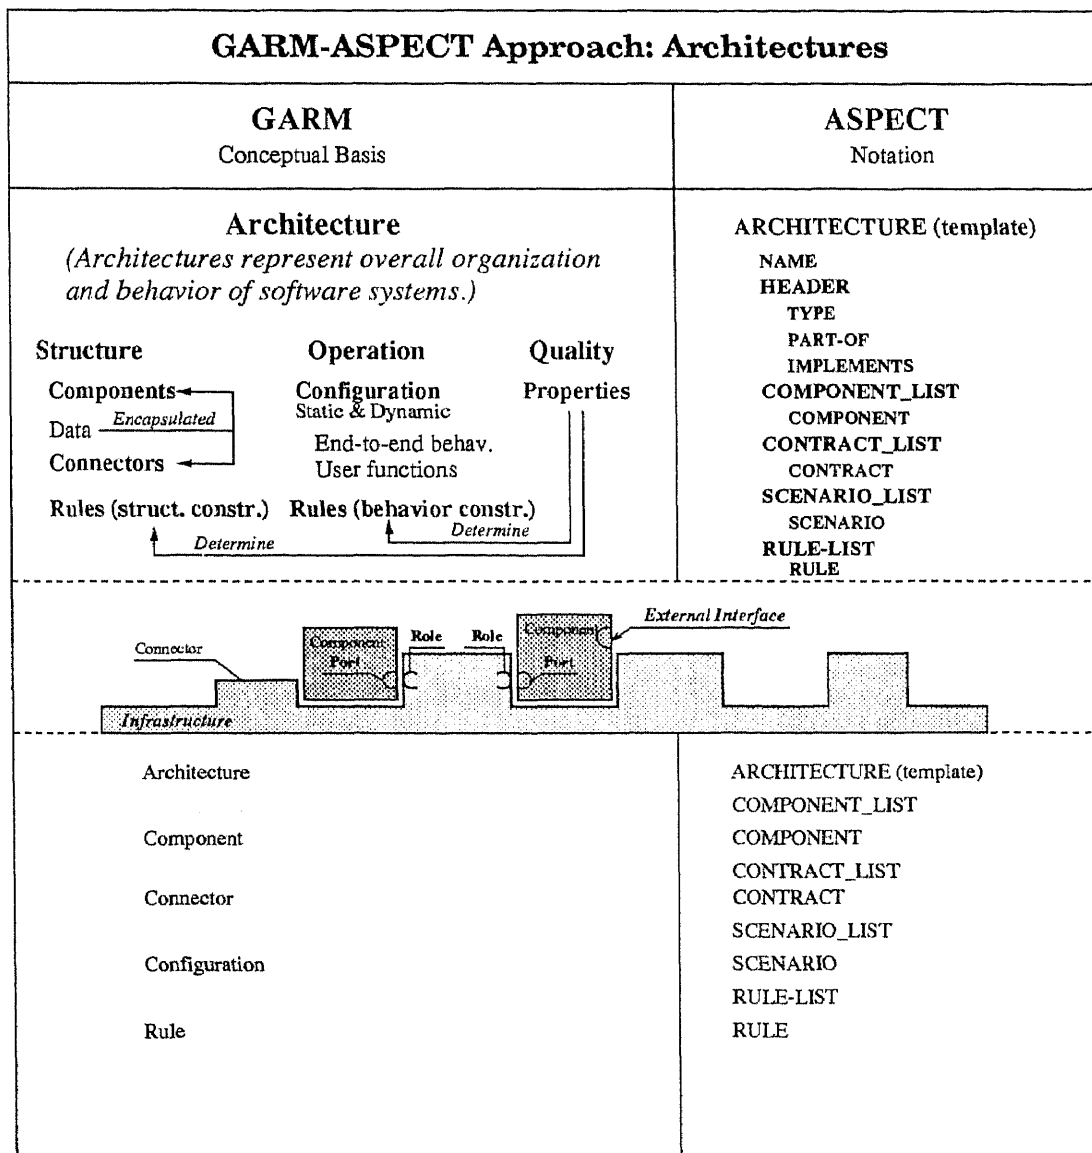 GARM-ASPECT Approach: Architectures
GARM
Conceptual Basis
ASPECT
Notation
Architecture
(Architectures represent overall organization
and behavior of software systems.)
Structure
Operation
Quality
Components
Configuration
Properties
Static & Dynamic
Data
Encapsulated
End-to-end behav.
Connectors
User functions
Rules (struct. constr.)
Rules (behavior constr.)
Determine
Determine
ARCHITECTURE (template)
NAME
HEADER
TYPE
PART-OF
IMPLEMENTS
COMPONENT_LIST
COMPONENT
CONTRACT_LIST
CONTRACT
SCENARIO_LIST
SCENARIO
RULE-LIST
RULE
Connector
Component
Port
Role
Role
Component
Port
External Interface
Infrastructure
Architecture
ARCHITECTURE (template)
COMPONENT_LIST
Component
COMPONENT
CONTRACT_LIST
Connector
CONTRACT
SCENARIO_LIST
Configuration
SCENARIO
RULE-LIST
Rule
RULE